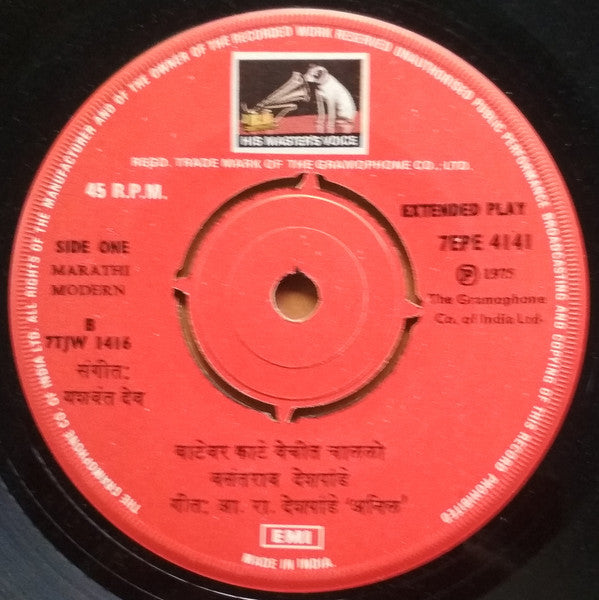 THE GRAMOPHONE CO. OF INDIA LTD. ALL RIGHTS OF THE MANUFACTURER AND OF THE OWNER OF THE RECORDED WORK RESERVED UNAUTHORISED PUBLIC PERFORMANCE BROADCASTING AND COPYING OF THIS RECORD PROHIBITED
HIS MASTER'S VOICE
REGD. TRADE MARK OF THE GRAMOPHONE CO., LTD.
45 R.P.M.
EXTENDED PLAY
7EPE 4141
SIDE ONE
MARATHI
MODERN
Ⓟ 1975
The Gramophone
Co. of India Ltd.
B
7TJW 1416
संगीत:
यशवंत देव
वाटेवर काटे वेचीत चाललो
वसंतराव देशपांडे
गीत: आ. रा. देशपांडे 'अनिल'
EMI
MADE IN INDIA.